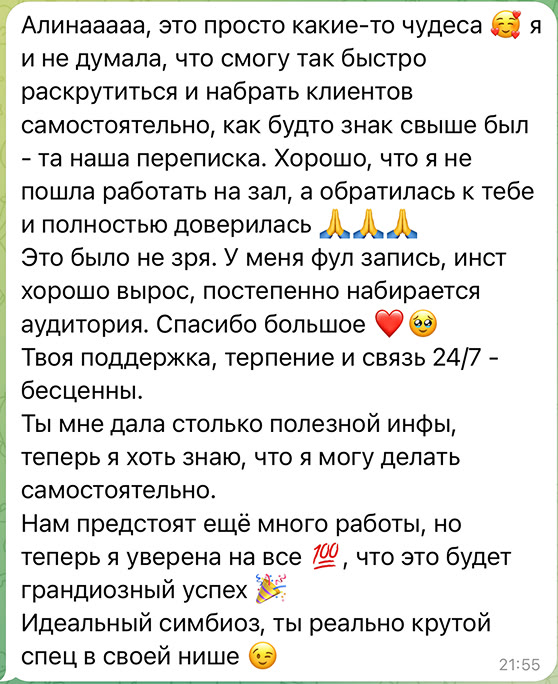 Алинааааа, это просто какие-то чудеса 🥰 я
и не думала, что смогу так быстро
раскрутиться и набрать клиентов
самостоятельно, как будто знак свыше был
- та наша переписка. Хорошо, что я не
пошла работать на зал, а обратилась к тебе
и полностью доверилась 🙏🙏🙏
Это было не зря. У меня фул запись, инст
хорошо вырос, постепенно набирается
аудитория. Спасибо большое ❤️🥹
Твоя поддержка, терпение и связь 24/7 -
бесценны.
Ты мне дала столько полезной инфы,
теперь я хоть знаю, что я могу делать
самостоятельно.
Нам предстоят ещё много работы, но
теперь я уверена на все 💯 , что это будет
грандиозный успех 🎉
Идеальный симбиоз, ты реально крутой
спец в своей нише 😉
21:55